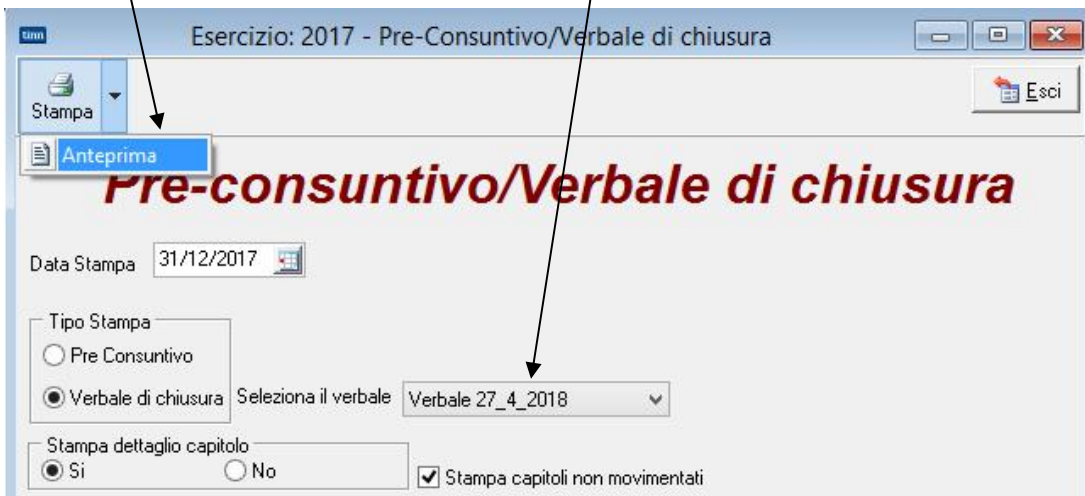 tinn
Esercizio: 2017 - Pre-Consuntivo/Verbale di chiusura
Stampa
Esci
Anteprima
Pre-consuntivo/Verbale di chiusura
Data Stampa 31/12/2017
Tipo Stampa
Pre Consuntivo
Verbale di chiusura Seleziona il verbale Verbale 27_4_2018
Stampa dettaglio capitolo
Si No Stampa capitoli non movimentati